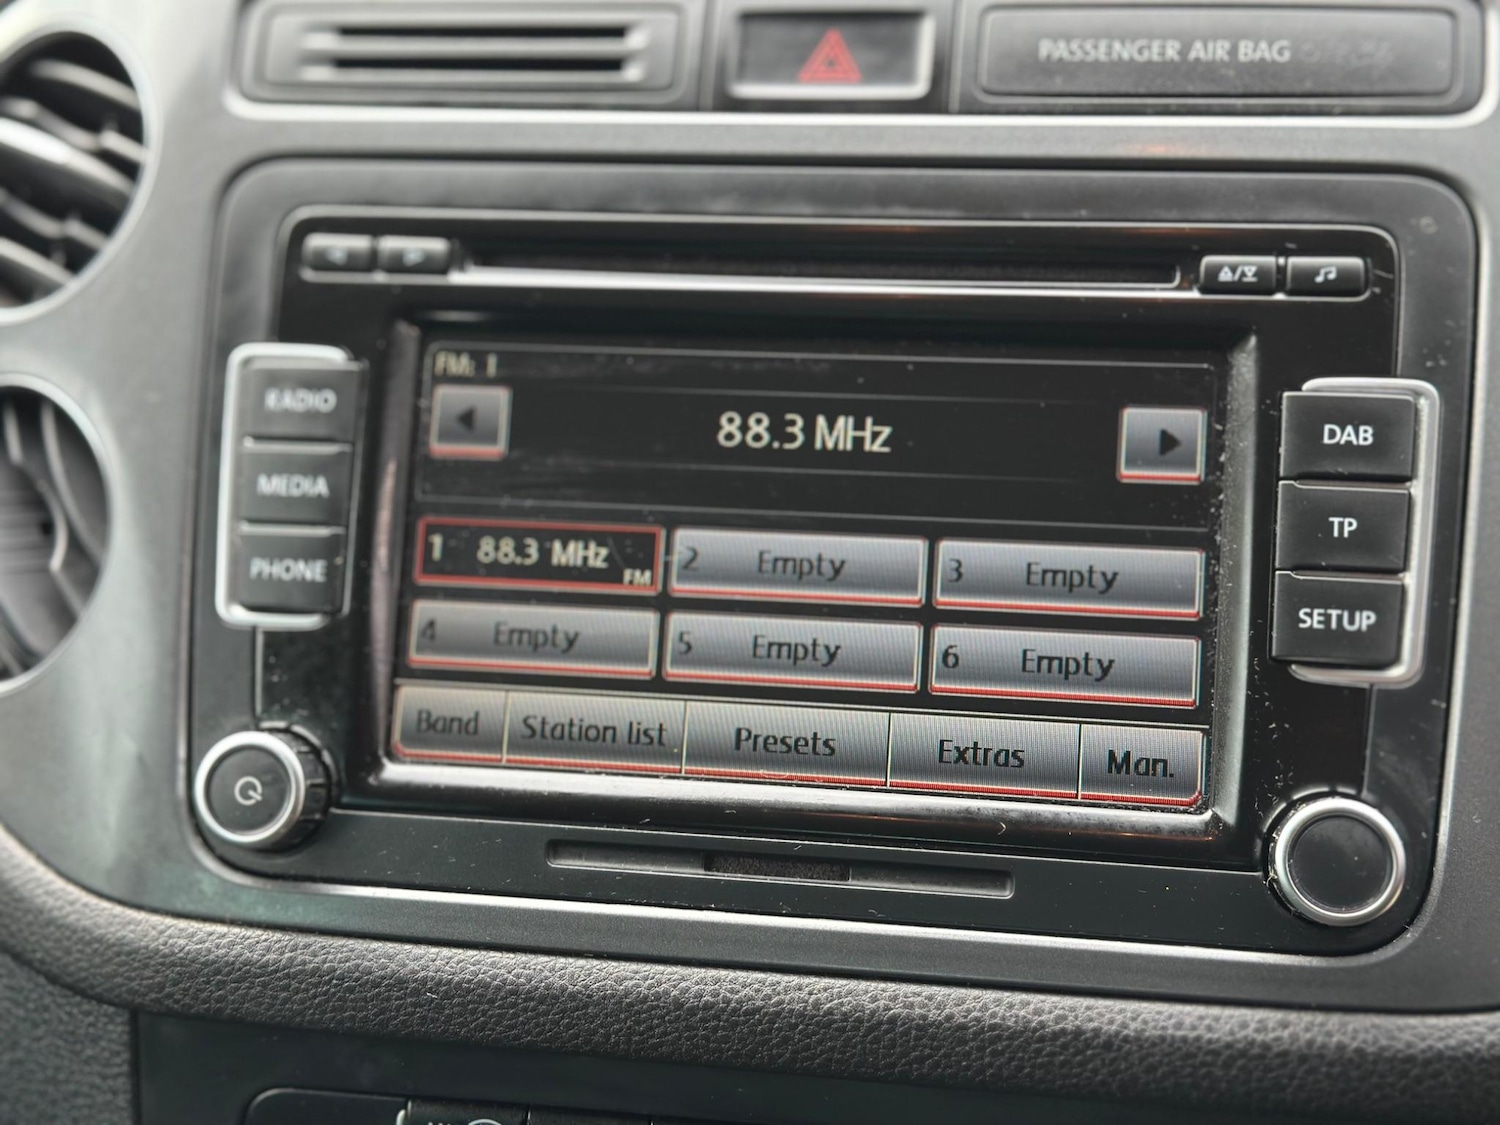 PASSENGER AIR BAG
RADIO
MEDIA
PHONE
FM: 1
88.3 MHz
1 88.3 MHz FM
2 Empty
3 Empty
4 Empty
5 Empty
6 Empty
Band
Station list
Presets
Extras
Man.
DAB
TP
SETUP